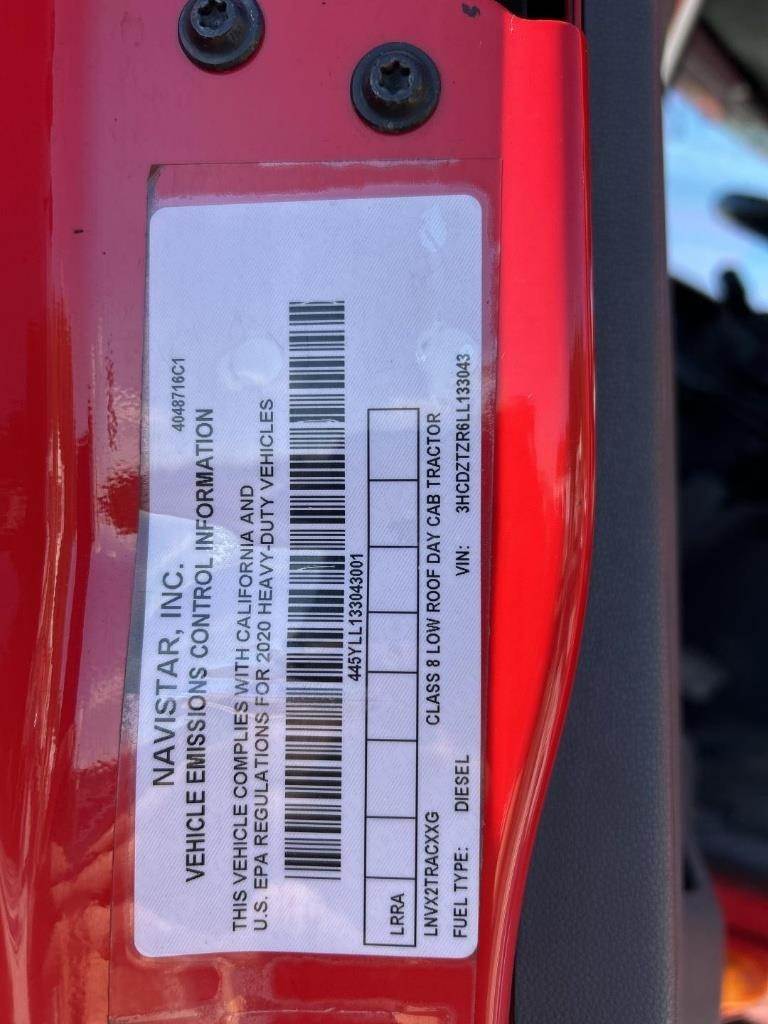 4048716C1
NAVISTAR, INC.
VEHICLE EMISSIONS CONTROL INFORMATION
THIS VEHICLE COMPLIES WITH CALIFORNIA AND
U.S. EPA REGULATIONS FOR 2020 HEAVY-DUTY VEHICLES
445YLL133043001
LRRA
LNVX2TRACXXG CLASS 8 LOW ROOF DAY CAB TRACTOR
FUEL TYPE: DIESEL VIN: 3HCDZTZR6LL133043